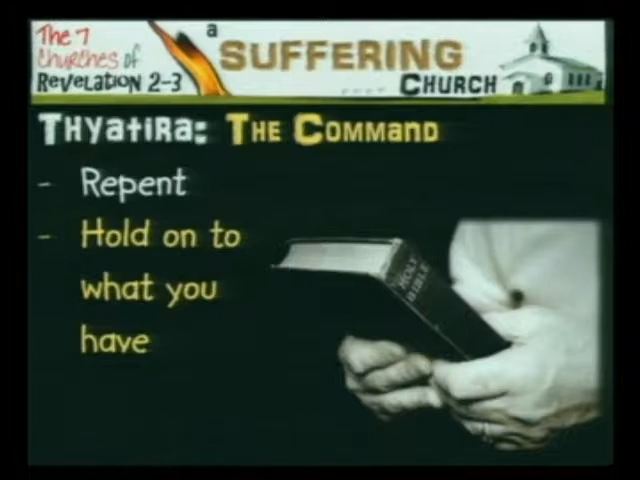 The 7
Churches of
Revelation 2-3
a
SUFFERING
CHURCH
THyatiRa: THE COMMAND
- Repent
- Hold on to
what you
have
HOLY
BIBLE